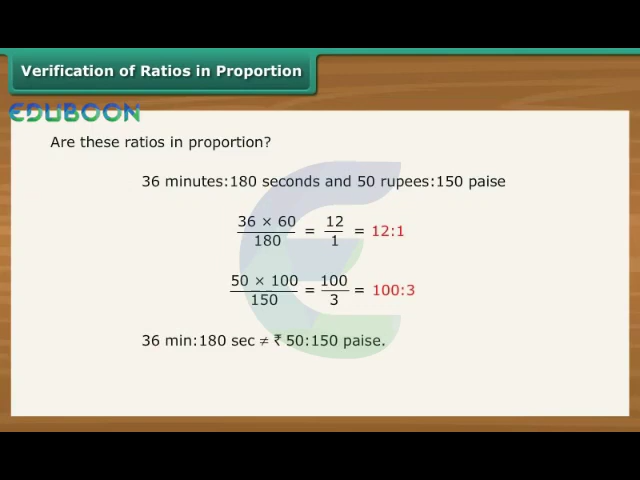 Verification of Ratios in Proportion
EDUBOON
Are these ratios in proportion?
36 minutes:180 seconds and 50 rupees:150 paise
36 × 60 / 180 = 12 / 1 = 12:1
50 × 100 / 150 = 100 / 3 = 100:3
36 min:180 sec ≠ ₹ 50:150 paise.